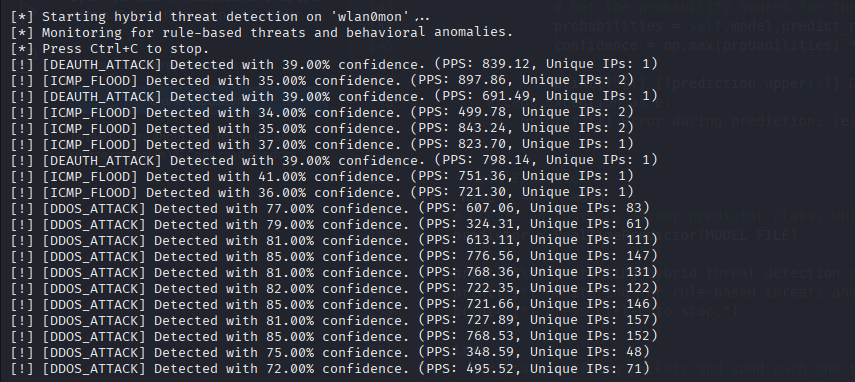 [*] Starting hybrid threat detection on 'wlan0mon'...
[*] Monitoring for rule-based threats and behavioral anomalies.
[*] Press Ctrl+C to stop.
[!] [DEAUTH_ATTACK] Detected with 39.00% confidence. (PPS: 839.12, Unique IPs: 1)
[!] [ICMP_FLOOD] Detected with 35.00% confidence. (PPS: 897.86, Unique IPs: 2)
[!] [DEAUTH_ATTACK] Detected with 39.00% confidence. (PPS: 691.49, Unique IPs: 1)
[!] [ICMP_FLOOD] Detected with 34.00% confidence. (PPS: 499.78, Unique IPs: 2)
[!] [ICMP_FLOOD] Detected with 35.00% confidence. (PPS: 843.24, Unique IPs: 2)
[!] [ICMP_FLOOD] Detected with 37.00% confidence. (PPS: 823.70, Unique IPs: 1)
[!] [DEAUTH_ATTACK] Detected with 39.00% confidence. (PPS: 798.14, Unique IPs: 1)
[!] [ICMP_FLOOD] Detected with 41.00% confidence. (PPS: 751.36, Unique IPs: 1)
[!] [ICMP_FLOOD] Detected with 36.00% confidence. (PPS: 721.30, Unique IPs: 1)
[!] [DDOS_ATTACK] Detected with 77.00% confidence. (PPS: 607.06, Unique IPs: 83)
[!] [DDOS_ATTACK] Detected with 79.00% confidence. (PPS: 324.31, Unique IPs: 61)
[!] [DDOS_ATTACK] Detected with 81.00% confidence. (PPS: 613.11, Unique IPs: 111)
[!] [DDOS_ATTACK] Detected with 85.00% confidence. (PPS: 776.56, Unique IPs: 147)
[!] [DDOS_ATTACK] Detected with 81.00% confidence. (PPS: 768.36, Unique IPs: 131)
[!] [DDOS_ATTACK] Detected with 82.00% confidence. (PPS: 722.35, Unique IPs: 122)
[!] [DDOS_ATTACK] Detected with 85.00% confidence. (PPS: 721.66, Unique IPs: 146)
[!] [DDOS_ATTACK] Detected with 81.00% confidence. (PPS: 727.89, Unique IPs: 157)
[!] [DDOS_ATTACK] Detected with 85.00% confidence. (PPS: 768.53, Unique IPs: 152)
[!] [DDOS_ATTACK] Detected with 75.00% confidence. (PPS: 348.59, Unique IPs: 48)
[!] [DDOS_ATTACK] Detected with 72.00% confidence. (PPS: 495.52, Unique IPs: 71)